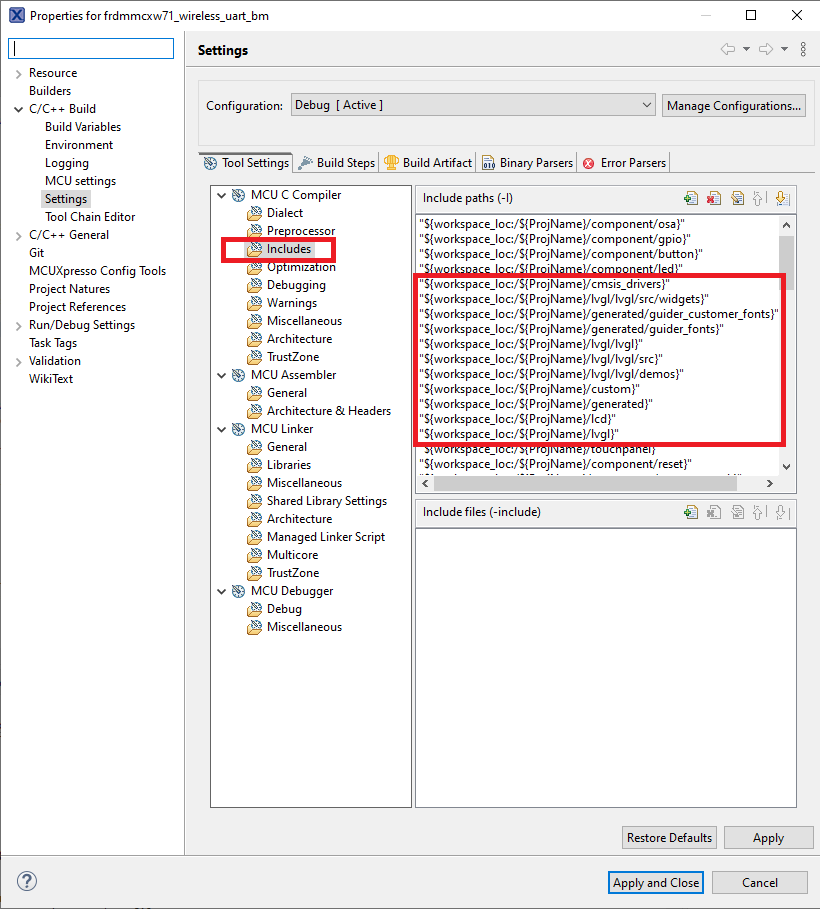 Properties for frdmmcxw71_wireless_uart_bm
Resource
Builders
C/C++ Build
Build Variables
Environment
Logging
MCU settings
Settings
Tool Chain Editor
C/C++ General
Git
MCUXpresso Config Tools
Project Natures
Project References
Run/Debug Settings
Task Tags
Validation
WikiText
Settings
Configuration:
Debug [ Active ]
Manage Configurations...
Tool Settings
Build Steps
Build Artifact
Binary Parsers
Error Parsers
MCU C Compiler
Dialect
Preprocessor
Includes
Optimization
Debugging
Warnings
Miscellaneous
Architecture
TrustZone
MCU Assembler
General
Architecture & Headers
MCU Linker
General
Libraries
Miscellaneous
Shared Library Settings
Architecture
Managed Linker Script
Multicore
TrustZone
MCU Debugger
Debug
Miscellaneous
Include paths (-I)
"${workspace_loc:/${ProjName}/component/osa}"
"${workspace_loc:/${ProjName}/component/gpio}"
"${workspace_loc:/${ProjName}/component/button}"
"${workspace_loc:/${ProjName}/component/led}"
"${workspace_loc:/${ProjName}/cmsis_drivers}"
"${workspace_loc:/${ProjName}/lvgl/lvgl/src/widgets}"
"${workspace_loc:/${ProjName}/generated/guider_customer_fonts}"
"${workspace_loc:/${ProjName}/generated/guider_fonts}"
"${workspace_loc:/${ProjName}/lvgl/lvgl}"
"${workspace_loc:/${ProjName}/lvgl/lvgl/src}"
"${workspace_loc:/${ProjName}/lvgl/lvgl/demos}"
"${workspace_loc:/${ProjName}/custom}"
"${workspace_loc:/${ProjName}/generated}"
"${workspace_loc:/${ProjName}/lcd}"
"${workspace_loc:/${ProjName}/lvgl}"
"${workspace_loc:/${ProjName}/touchpanel}"
"${workspace_loc:/${ProjName}/component/reset}"
Include files (-include)
Restore Defaults
Apply
Apply and Close
Cancel